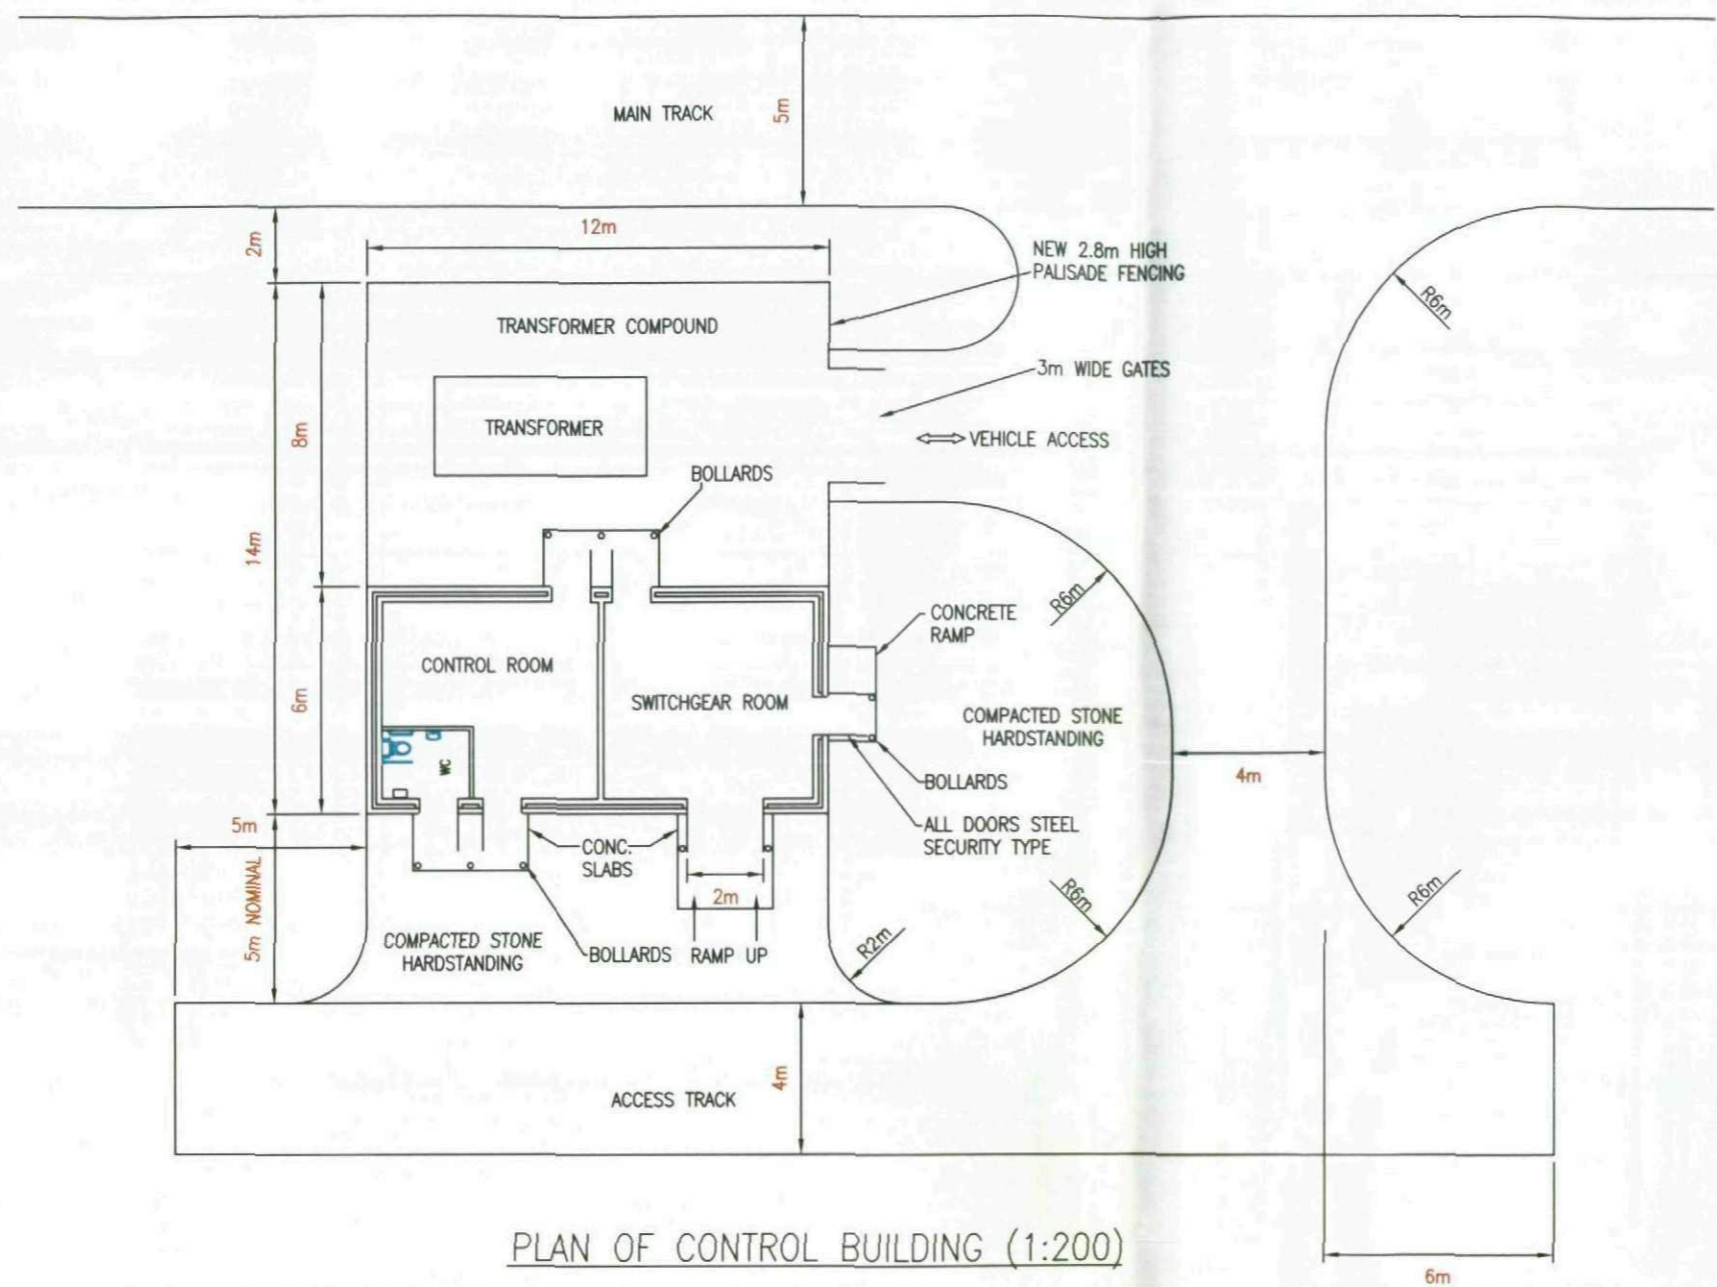 MAIN TRACK
5m
2m
12m
NEW 2.8m HIGH
PALISADE FENCING
R6m
TRANSFORMER COMPOUND
3m WIDE GATES
TRANSFORMER
VEHICLE ACCESS
8m
BOLLARDS
14m
R6m
CONCRETE
RAMP
CONTROL ROOM
6m
SWITCHGEAR ROOM
COMPACTED STONE
HARDSTANDING
WC
4m
BOLLARDS
5m
ALL DOORS STEEL
SECURITY TYPE
CONC.
SLABS
5m NOMINAL
2m
R6m
R6m
COMPACTED STONE
HARDSTANDING
BOLLARDS
RAMP UP
R2m
4m
ACCESS TRACK
PLAN OF CONTROL BUILDING (1:200)
6m